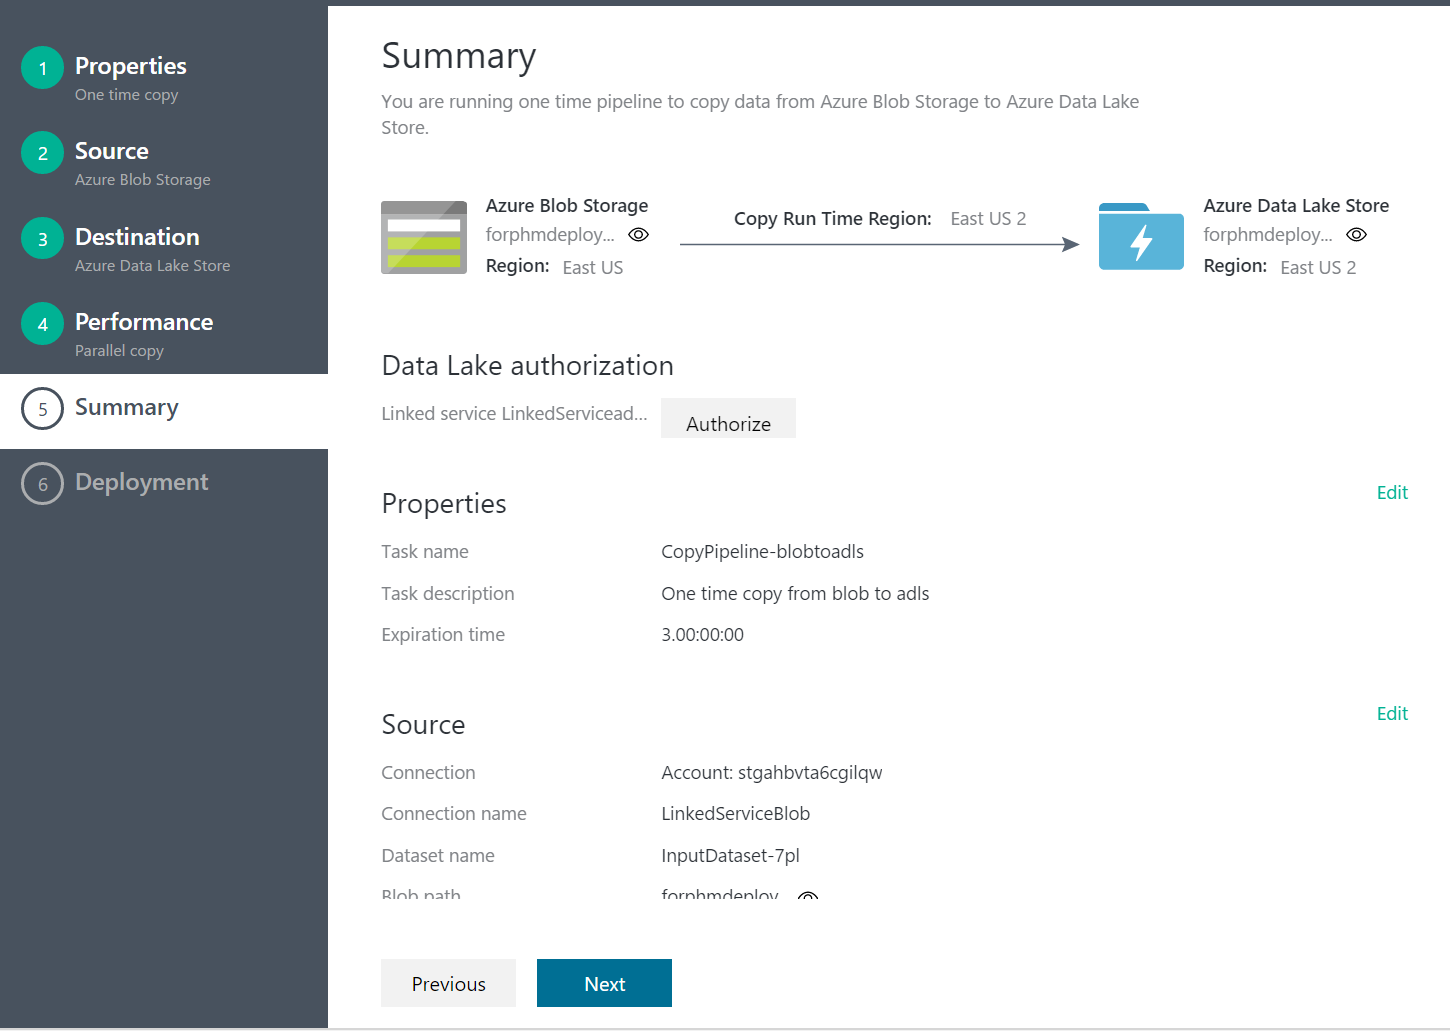 1
Properties
One time copy
2
Source
Azure Blob Storage
3
Destination
Azure Data Lake Store
4
Performance
Parallel copy
5
Summary
6
Deployment
Summary
You are running one time pipeline to copy data from Azure Blob Storage to Azure Data Lake
Store.
Azure Blob Storage
forphmdeploy...
Region: East US
Copy Run Time Region: East US 2
Azure Data Lake Store
forphmdeploy...
Region: East US 2
Data Lake authorization
Linked service LinkedServicead... Authorize
Properties Edit
Task name CopyPipeline-blobtoadls
Task description One time copy from blob to adls
Expiration time 3.00:00:00
Source Edit
Connection Account: stgahbvta6cgilqw
Connection name LinkedServiceBlob
Dataset name InputDataset-7pl
Blob path forphmdeploy
Previous Next